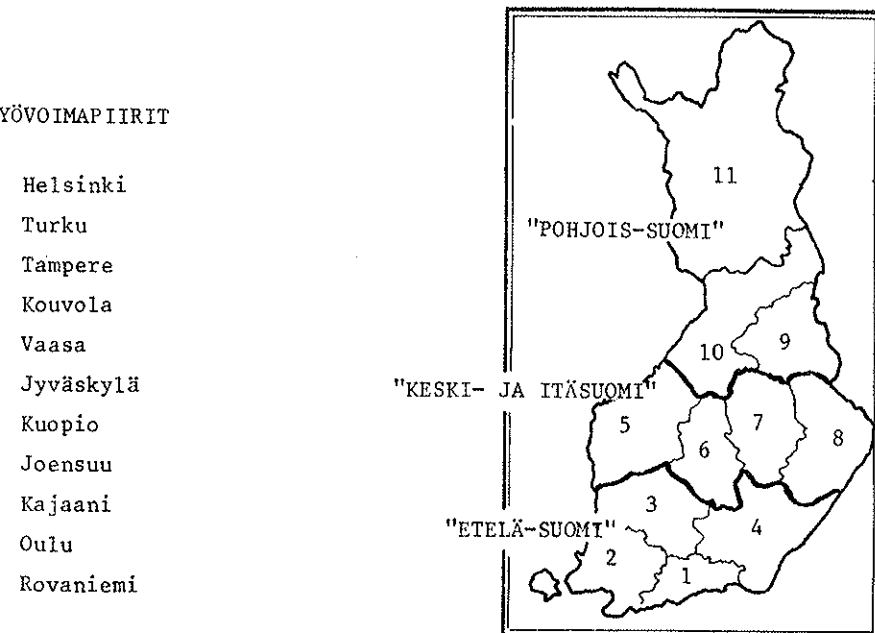 YÖVOIMAPIIRIT
Helsinki
Turku
Tampere
Kouvola
Vaasa
Jyväskylä
Kuopio
Joensuu
Kajaani
Oulu
Rovaniemi
11
"POHJOIS-SUOMI"
9
10
"KESKI- JA ITÄSUOMI"
5
7
8
6
3
"ETELÄ-SUOMI"
4
2
1